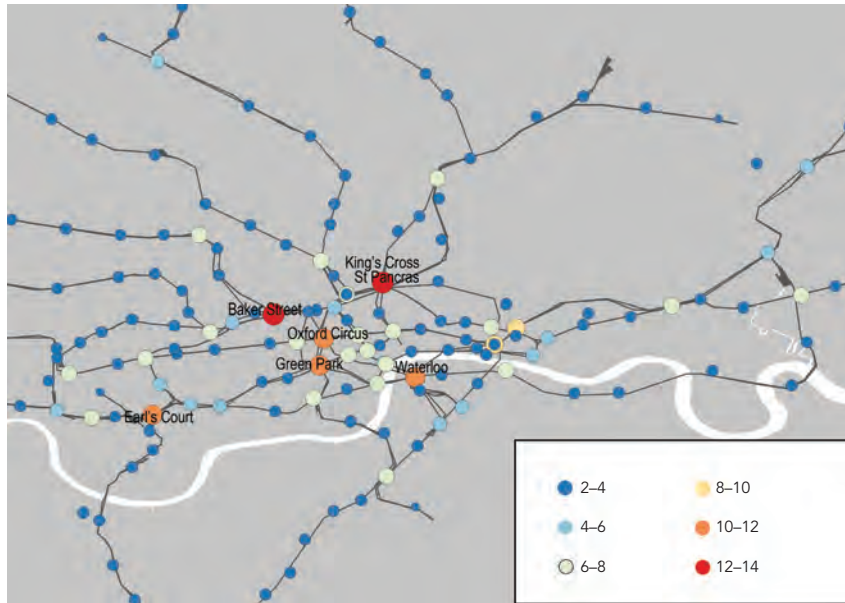 King's Cross
St Pancras
Baker Street
Oxford Circus
Green Park
Waterloo
Earl's Court
2–4
8–10
4–6
10–12
6–8
12–14